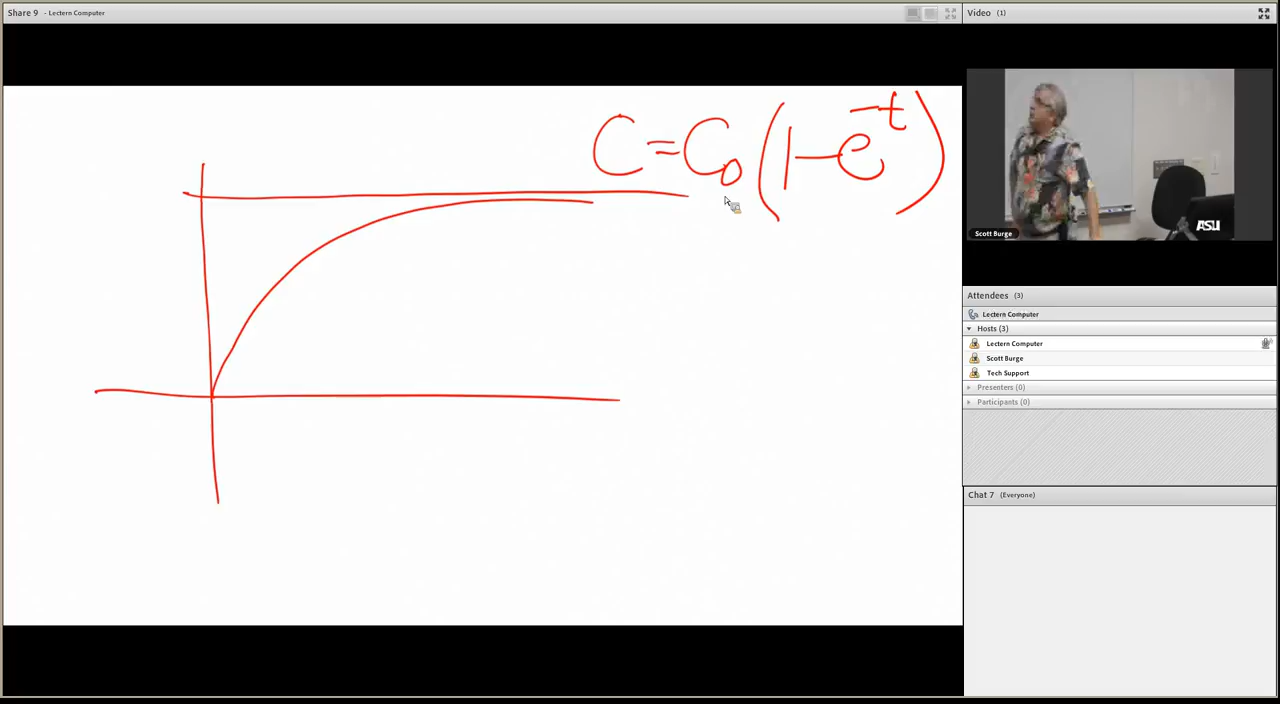 Share 9 - Lectern Computer
C = C₀ (1 - e^-t)
Video (1)
ASU
Scott Burge
Attendees (3)
Lectern Computer
Hosts (3)
Lectern Computer
Scott Burge
Tech Support
Presenters (0)
Participants (0)
Chat 7 (Everyone)